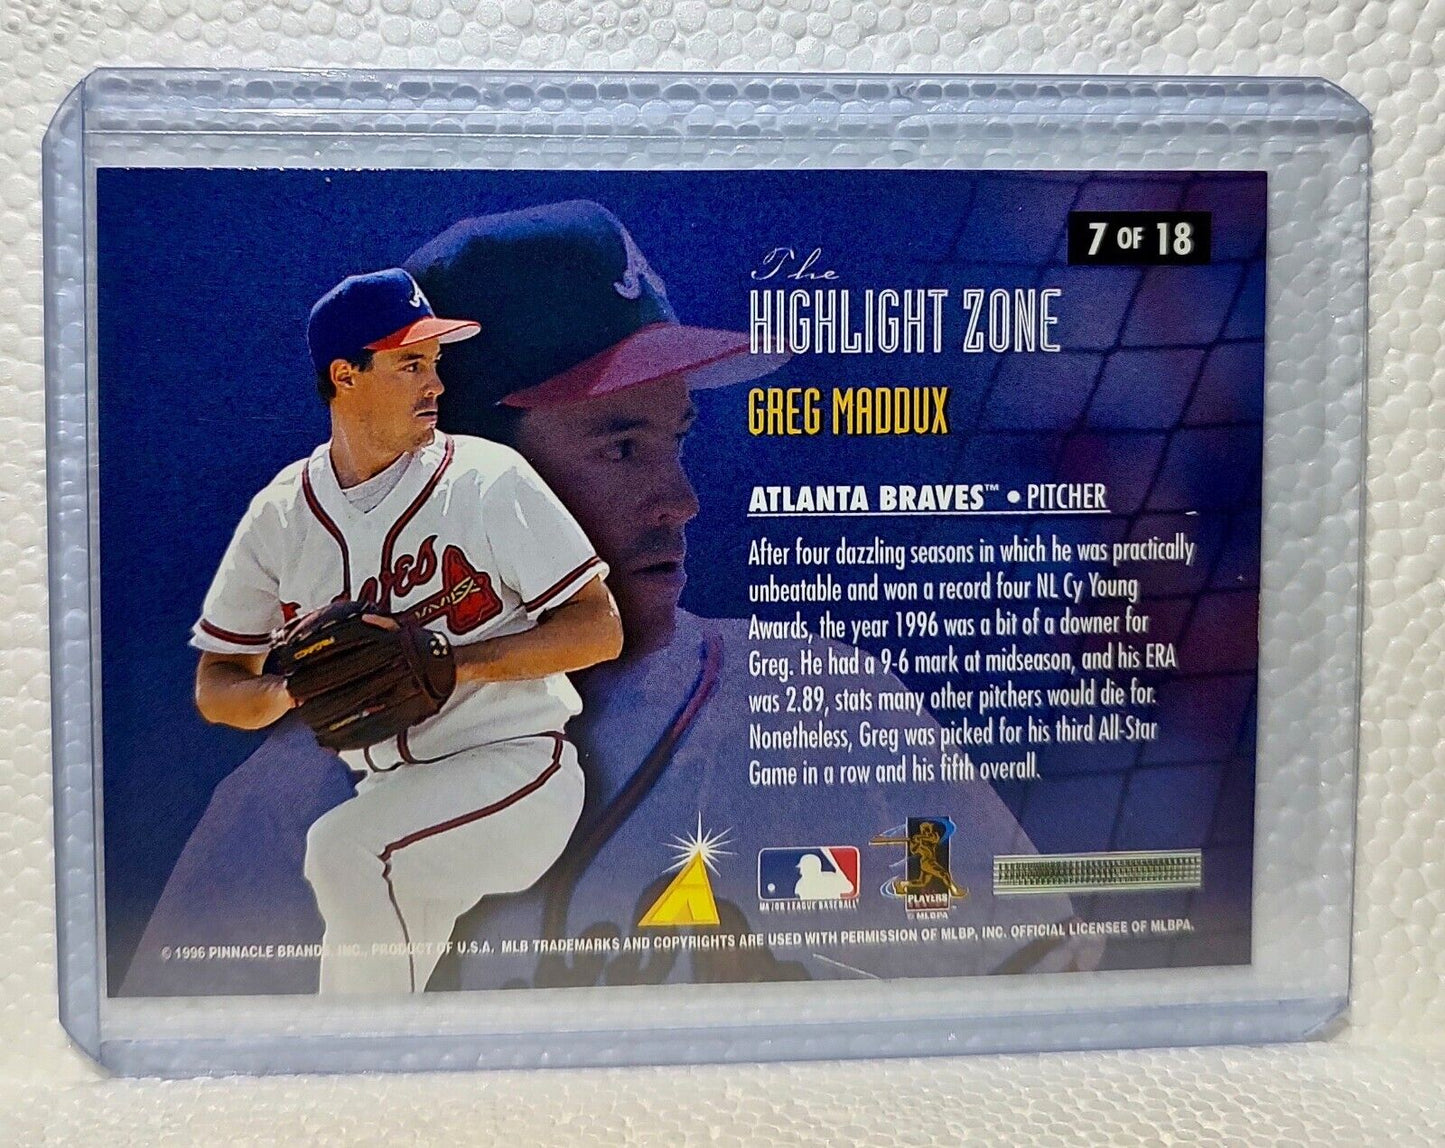 7 OF 18
The
HIGHLIGHT ZONE
GREG MADDUX
ATLANTA BRAVES™ • PITCHER
After four dazzling seasons in which he was practically
unbeatable and won a record four NL Cy Young
Awards, the year 1996 was a bit of a downer for
Greg. He had a 9-6 mark at midseason, and his ERA
was 2.89, stats many other pitchers would die for.
Nonetheless, Greg was picked for his third All-Star
Game in a row and his fifth overall.
MAJOR LEAGUE BASEBALL
PLAYERS
© MLBPA
© 1996 PINNACLE BRANDS, INC., PRODUCT OF U.S.A. MLB TRADEMARKS AND COPYRIGHTS ARE USED WITH PERMISSION OF MLBP, INC. OFFICIAL LICENSEE OF MLBPA.